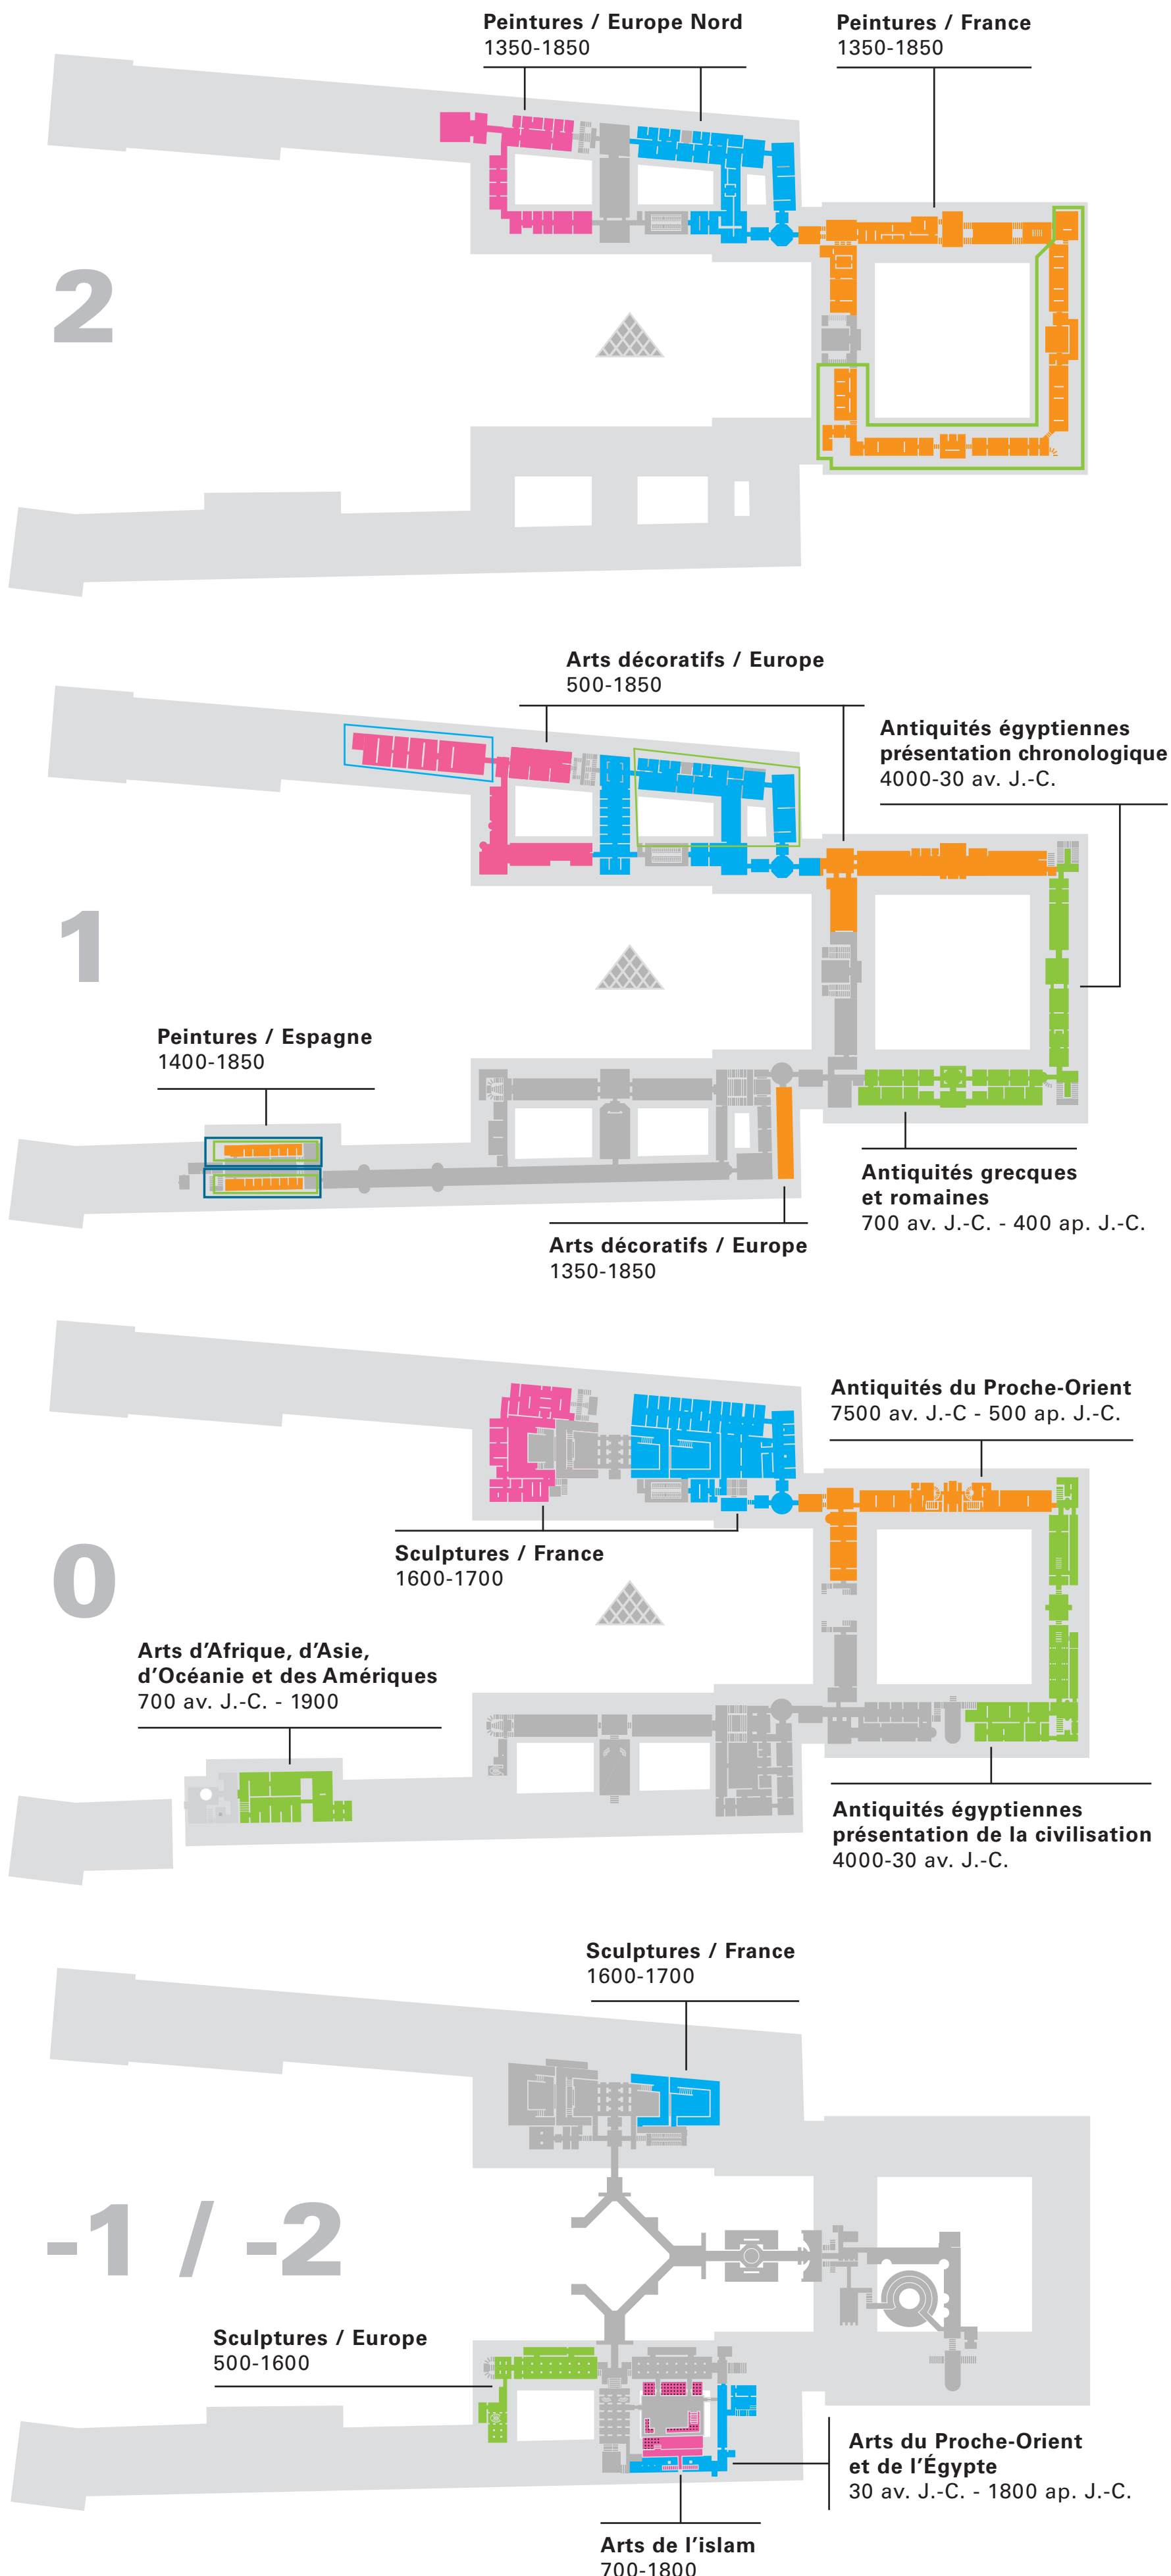 Peintures / Europe Nord
1350-1850
Peintures / France
1350-1850
2
Arts décoratifs / Europe
500-1850
Antiquités égyptiennes
présentation chronologique
4000-30 av. J.-C.
1
Peintures / Espagne
1400-1850
Antiquités grecques
et romaines
700 av. J.-C. - 400 ap. J.-C.
Arts décoratifs / Europe
1350-1850
Antiquités du Proche-Orient
7500 av. J.-C - 500 ap. J.-C.
Sculptures / France
1600-1700
0
Arts d’Afrique, d’Asie,
d’Océanie et des Amériques
700 av. J.-C. - 1900
Antiquités égyptiennes
présentation de la civilisation
4000-30 av. J.-C.
Sculptures / France
1600-1700
-1 / -2
Sculptures / Europe
500-1600
Arts du Proche-Orient
et de l’Égypte
30 av. J.-C. - 1800 ap. J.-C.
Arts de l’islam
700-1800